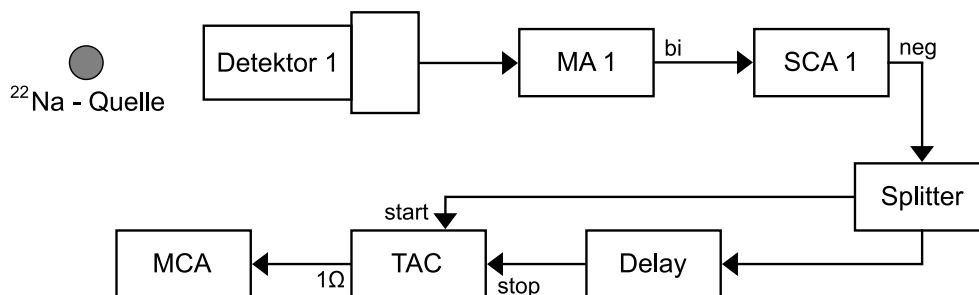 Detektor 1
MA 1
bi
SCA 1
neg
²²Na - Quelle
Splitter
start
MCA
1Ω
TAC
stop
Delay